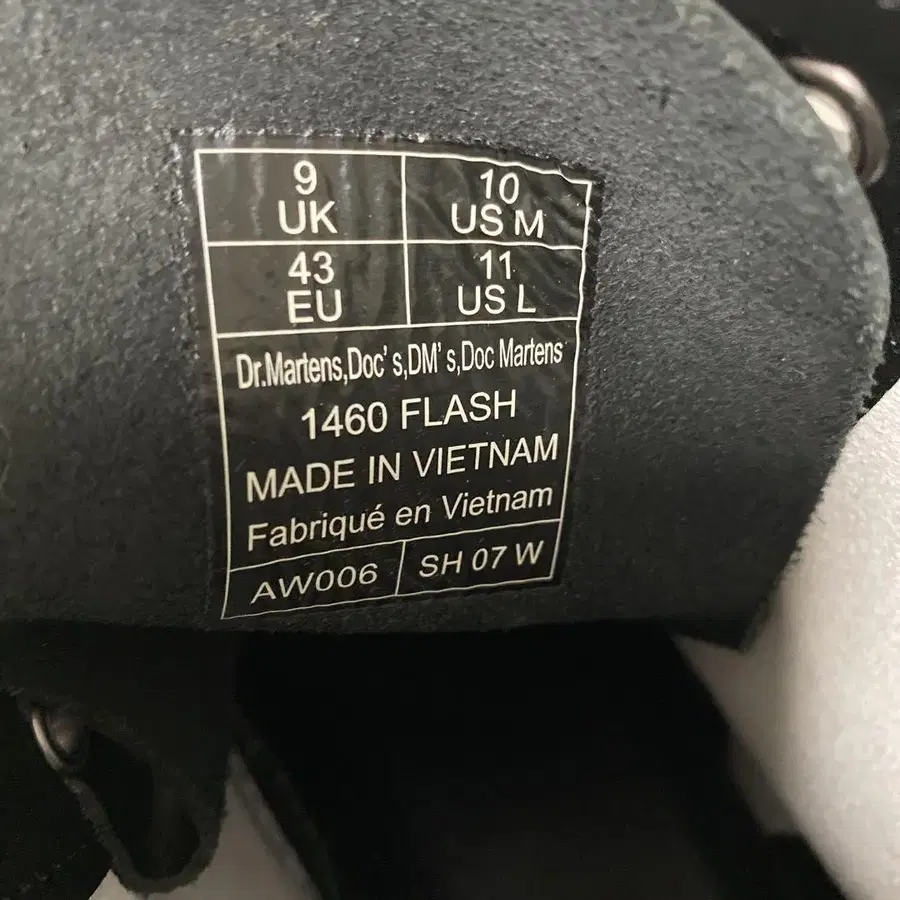 9
UK
10
US M
43
EU
11
US L
Dr.Martens,Doc's,DM's,Doc Martens
1460 FLASH
MADE IN VIETNAM
Fabriqué en Vietnam
AW006
SH 07 W